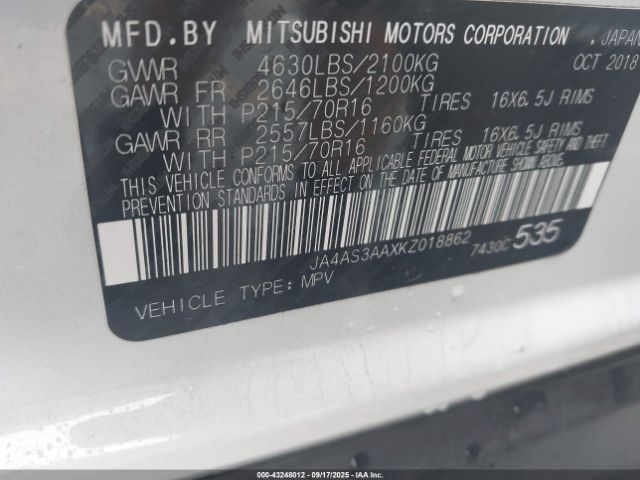 MFD.BY MITSUBISHI MOTORS CORPORATION , JAPAN
GVWR 4630LBS/2100KG OCT 2018
GAWR FR 2646LBS/1200KG
WITH P215/70R16 TIRES 16X6.5J RIMS
GAWR RR 2557LBS/1160KG
WITH P215/70R16 TIRES 16X6.5J RIMS
THIS VEHICLE CONFORMS TO ALL APPLICABLE FEDERAL MOTOR VEHICLE SAFETY AND THEFT
PREVENTION STANDARDS IN EFFECT ON THE DATE OF MANUFACTURE SHOWN ABOVE.
JA4AS3AAXKZ018862 7430C 535
VEHICLE TYPE: MPV
000-43248012 - 09/17/2025 - IAAI.COM